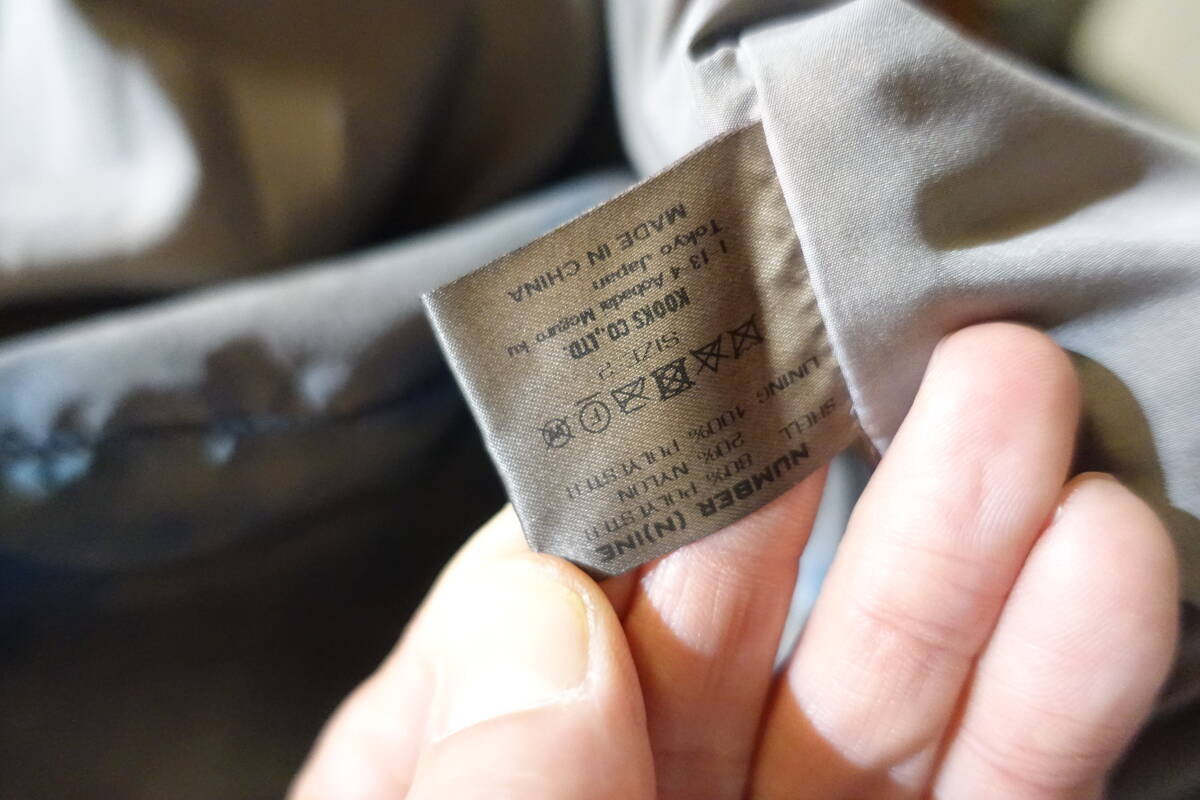 NUMBER (N)INE
SHELL 80% POLYESTER
20% NYLON
LINING 100% POLYESTER
SIZE 2
KOOKS CO.,LTD.
1 13 4 Aobadai Meguro ku
Tokyo Japan
MADE IN CHINA